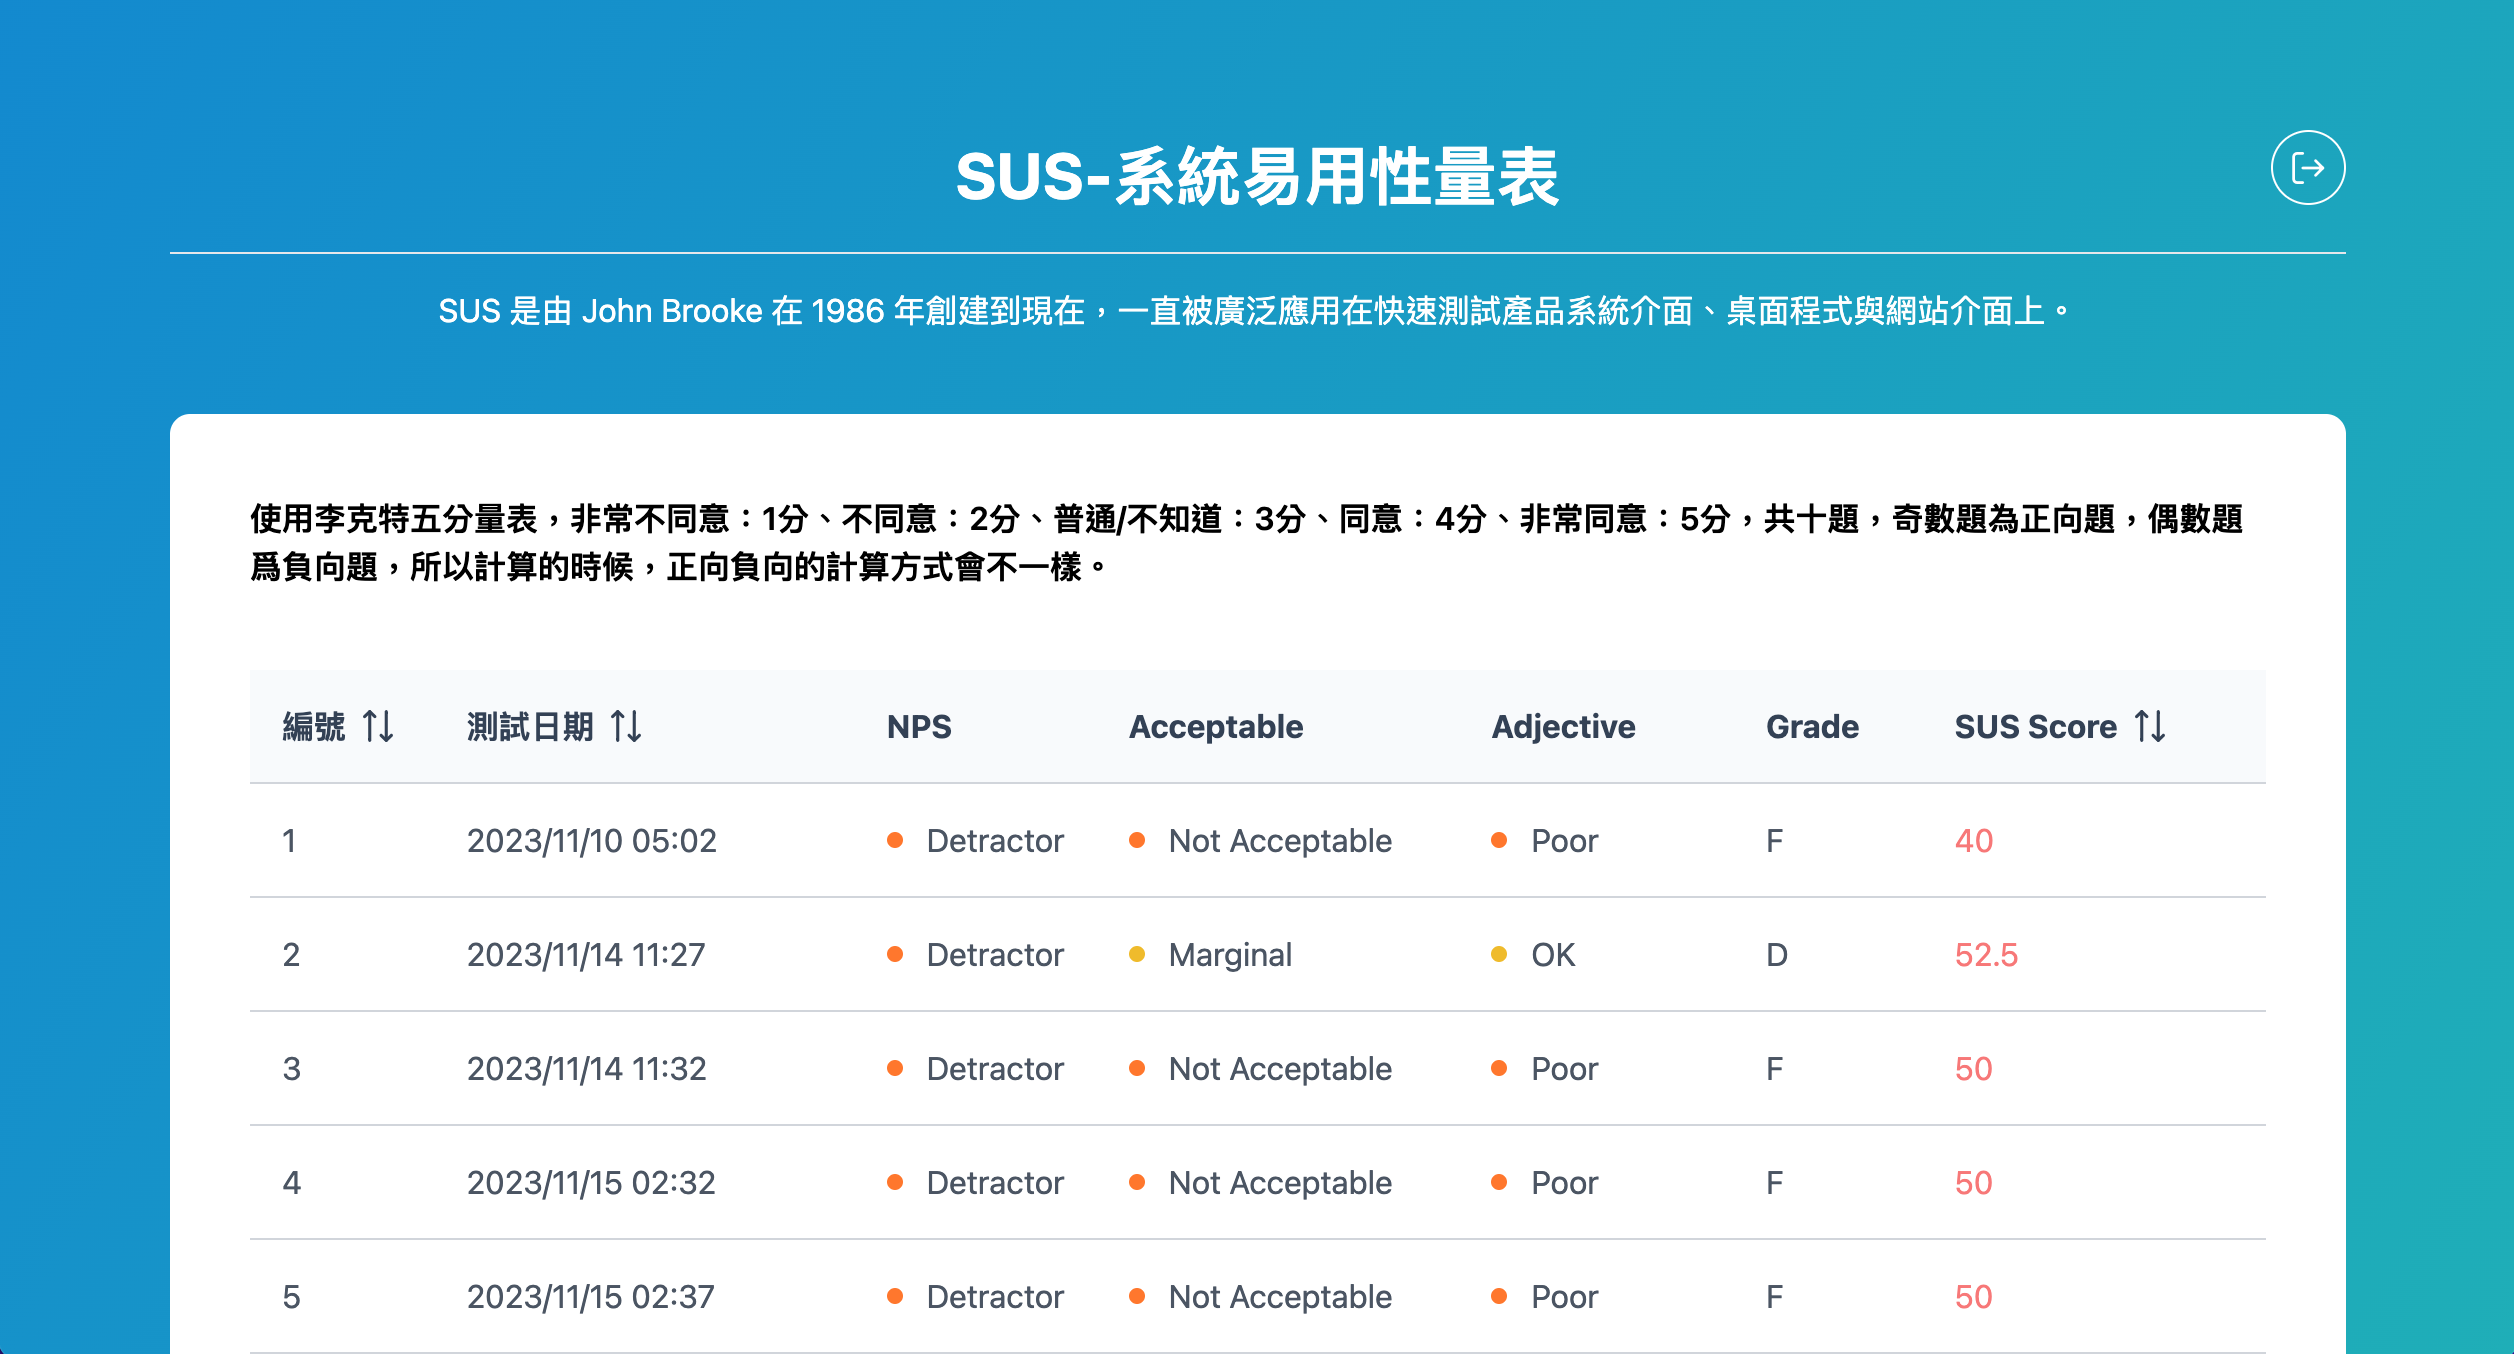 SUS-系統易用性量表
SUS 是由 John Brooke 在 1986 年創建到現在，一直被廣泛應用在快速測試產品系統介面、桌面程式與網站介面上。
使用李克特五分量表，非常不同意：1分、不同意：2分、普通/不知道：3分、同意：4分、非常同意：5分，共十題，奇數題為正向題，偶數題
爲負向題，所以計算的時候，正向負向的計算方式會不一樣。
編號 測試日期 NPS Acceptable Adjective Grade SUS Score
1 2023/11/10 05:02 Detractor Not Acceptable Poor F 40
2 2023/11/14 11:27 Detractor Marginal OK D 52.5
3 2023/11/14 11:32 Detractor Not Acceptable Poor F 50
4 2023/11/15 02:32 Detractor Not Acceptable Poor F 50
5 2023/11/15 02:37 Detractor Not Acceptable Poor F 50